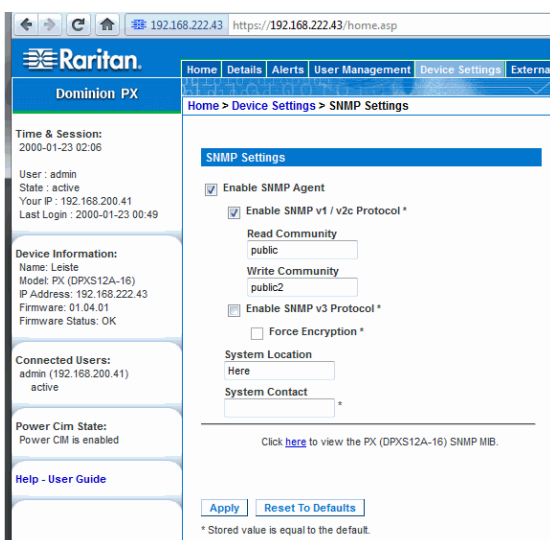 192.168.222.43 https://192.168.222.43/home.asp
Raritan.
Dominion PX
Home Details Alerts User Management Device Settings Externa
Home > Device Settings > SNMP Settings
Time & Session:
2000-01-23 02:06
User : admin
State : active
Your IP : 192.168.200.41
Last Login : 2000-01-23 00:49
Device Information:
Name: Leiste
Model: PX (DPXS12A-16)
IP Address: 192.168.222.43
Firmware: 01.04.01
Firmware Status: OK
Connected Users:
admin (192.168.200.41)
active
Power Cim State:
Power CIM is enabled
Help - User Guide
SNMP Settings
Enable SNMP Agent
Enable SNMP v1 / v2c Protocol *
Read Community
public
Write Community
public2
Enable SNMP v3 Protocol *
Force Encryption *
System Location
Here
System Contact
*
Click here to view the PX (DPXS12A-16) SNMP MIB.
Apply Reset To Defaults
* Stored value is equal to the default.